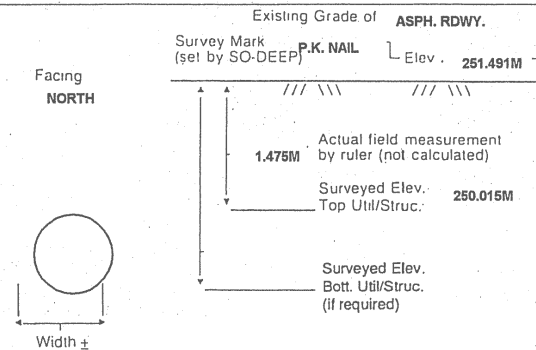 Existing Grade of ASPH. RDWY.
Survey Mark
(set by SO-DEEP) P.K. NAIL
Elev. 251.491M
Facing
NORTH
1.475M
Actual field measurement
by ruler (not calculated)
Surveyed Elev.
Top Util/Struc. 250.015M
Surveyed Elev.
Bott. Util/Struc.
(if required)
Width ±